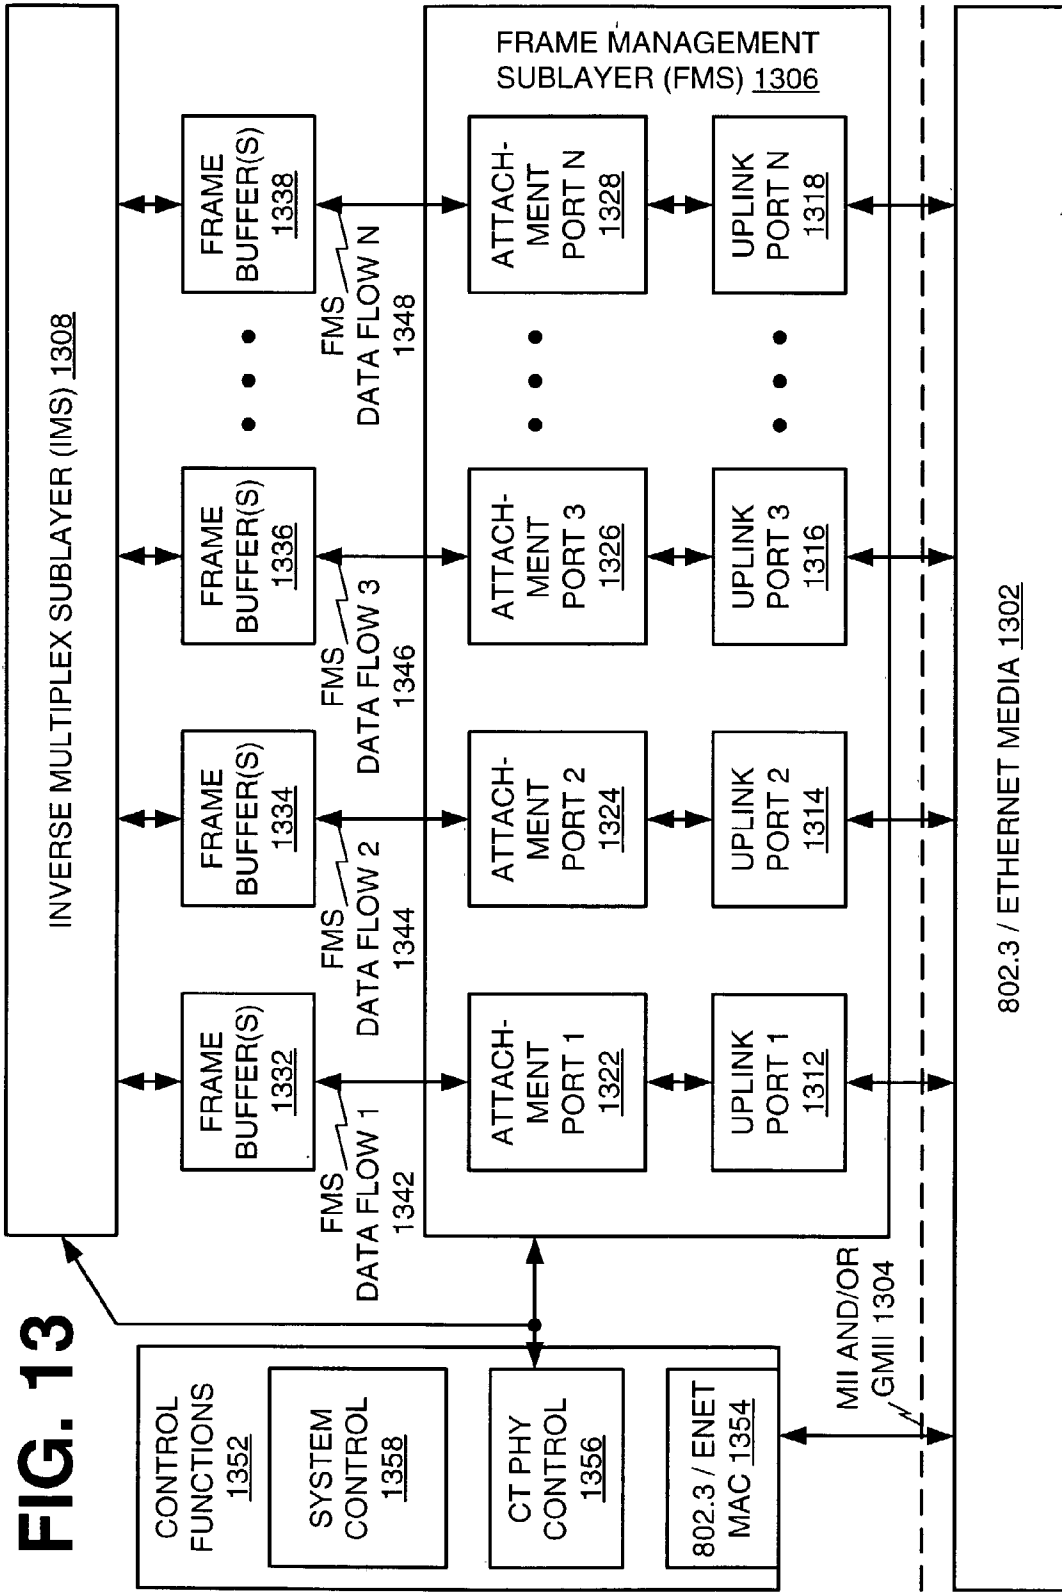 FIG. 13
INVERSE MULTIPLEX SUBLAYER (IMS) 1308
CONTROL
FUNCTIONS
1352
SYSTEM
CONTROL
1358
CT PHY
CONTROL
1356
802.3 / ENET
MAC 1354
FRAME
BUFFER(S)
1332
FRAME
BUFFER(S)
1334
FRAME
BUFFER(S)
1336
FRAME
BUFFER(S)
1338
FMS
DATA FLOW 1
1342
FMS
DATA FLOW 2
1344
FMS
DATA FLOW 3
1346
FMS
DATA FLOW N
1348
FRAME MANAGEMENT
SUBLAYER (FMS) 1306
ATTACH-
MENT
PORT 1
1322
ATTACH-
MENT
PORT 2
1324
ATTACH-
MENT
PORT 3
1326
ATTACH-
MENT
PORT N
1328
UPLINK
PORT 1
1312
UPLINK
PORT 2
1314
UPLINK
PORT 3
1316
UPLINK
PORT N
1318
MII AND/OR
GMII 1304
802.3 / ETHERNET MEDIA 1302